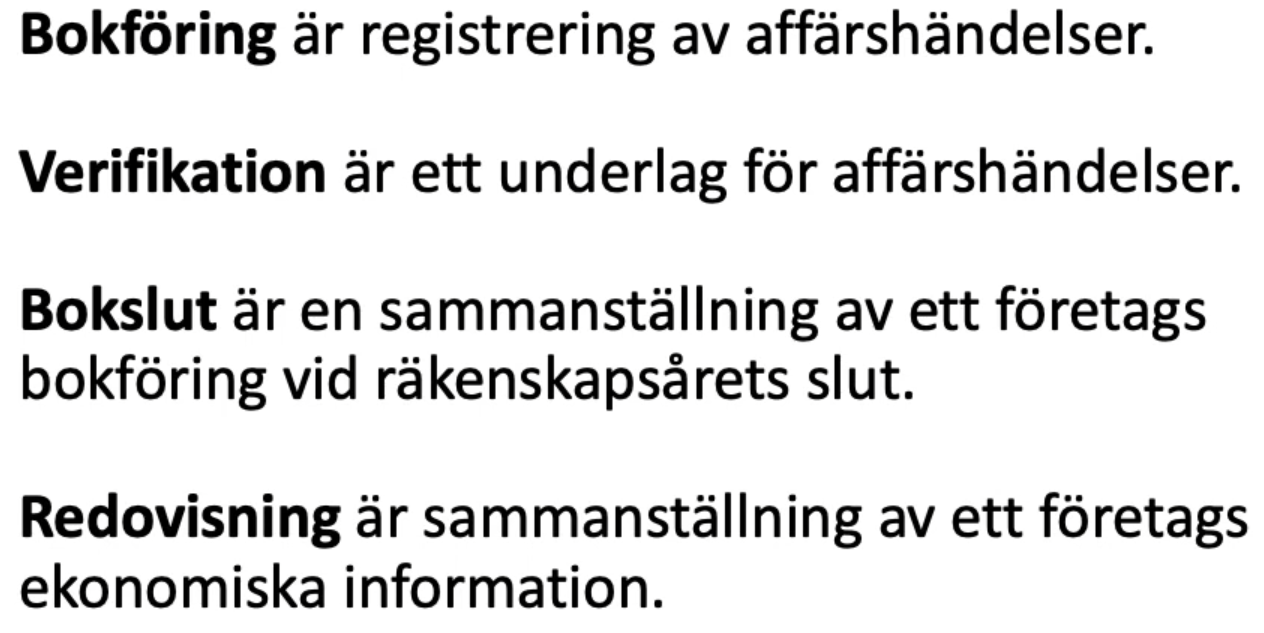 Bokföring är registrering av affärshändelser.
Verifikation är ett underlag för affärshändelser.
Bokslut är en sammanställning av ett företags
bokföring vid räkenskapsårets slut.
Redovisning är sammanställning av ett företags
ekonomiska information.